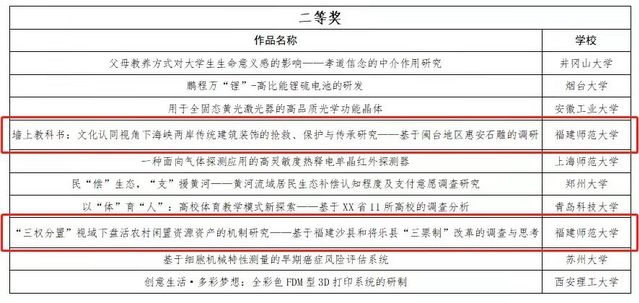 二等奖
作品名称 学校
父母教养方式对大学生生命意义感的影响——孝道信念的中介作用研究 井冈山大学
鹏程万“锂”-高比能锂硫电池的研发 烟台大学
用于全固态黄光激光器的高品质光学功能晶体 安徽工业大学
墙上教科书：文化认同视角下海峡两岸传统建筑装饰的抢救、保护与传承研究——基于闽台地区惠安石雕的调研 福建师范大学
一种面向气体探测应用的高灵敏度热释电单晶红外探测器 上海师范大学
民“偿”生态，“支”援黄河——黄河流域居民生态补偿认知程度及支付意愿调查研究 郑州大学
以“体”育“人”：高校体育教学模式新探索——基于XX省11所高校的调查分析 青岛科技大学
“三权分置”视域下盘活农村闲置资源资产的机制研究——基于福建沙县和将乐县“三票制”改革的调查与思考 福建师范大学
基于细胞机械特性测量的早期癌症风险评估系统 苏州大学
创意生活·多彩梦想：全彩色FDM型3D打印系统的研制 西安理工大学